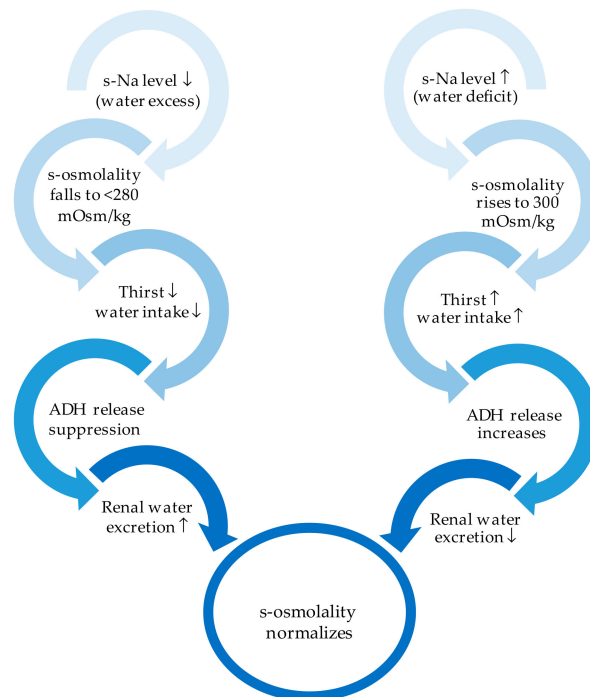 s-Na level ↓
(water excess)
s-osmolality
falls to <280
mOsm/kg
Thirst ↓
water intake ↓
ADH release
suppression
Renal water
excretion ↑
s-Na level ↑
(water deficit)
s-osmolality
rises to 300
mOsm/kg
Thirst ↑
water intake ↑
ADH release
increases
Renal water
excretion ↓
s-osmolality
normalizes